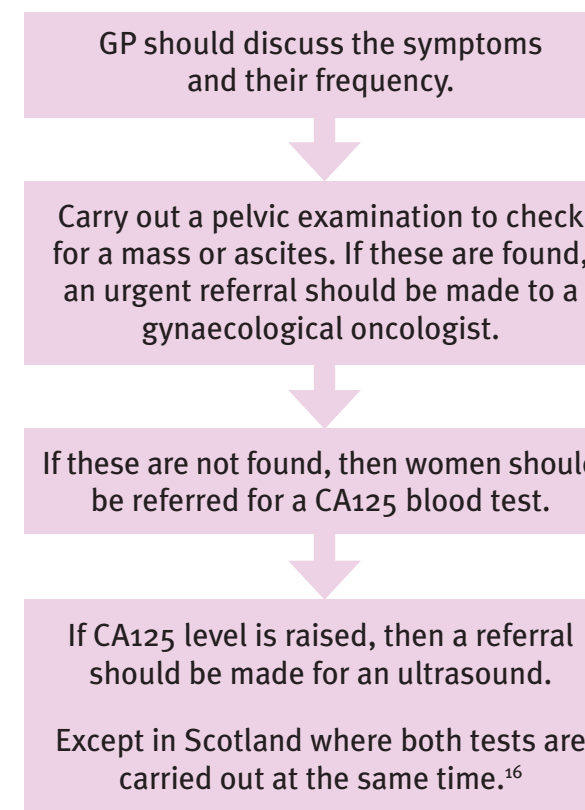 GP should discuss the symptoms
and their frequency.
Carry out a pelvic examination to check
for a mass or ascites. If these are found,
an urgent referral should be made to a
gynaecological oncologist.
If these are not found, then women shoul
be referred for a CA125 blood test.
If CA125 level is raised, then a referral
should be made for an ultrasound.
Except in Scotland where both tests are
carried out at the same time.16